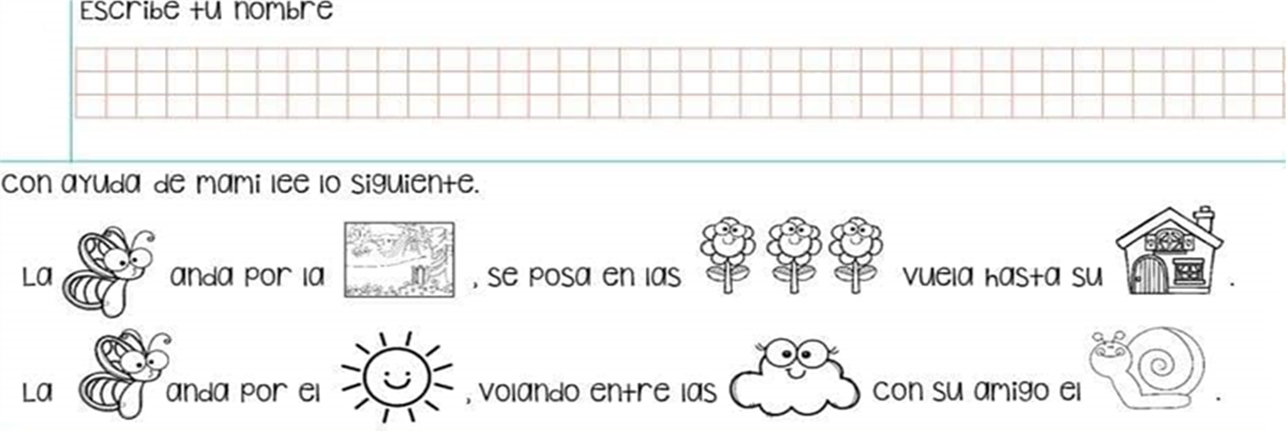 Escribe tu nombre
Con ayuda de mami lee lo siguiente.
La anda por la , se posa en las vuela hasta su .
La anda por el , volando entre las con su amigo el .